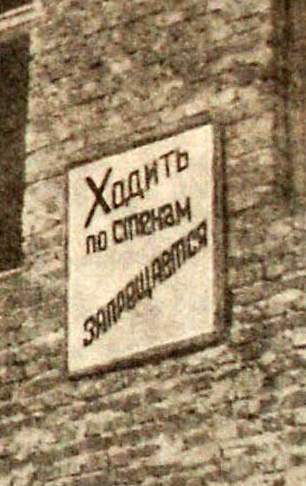 Ходить
по стенам
запрещается